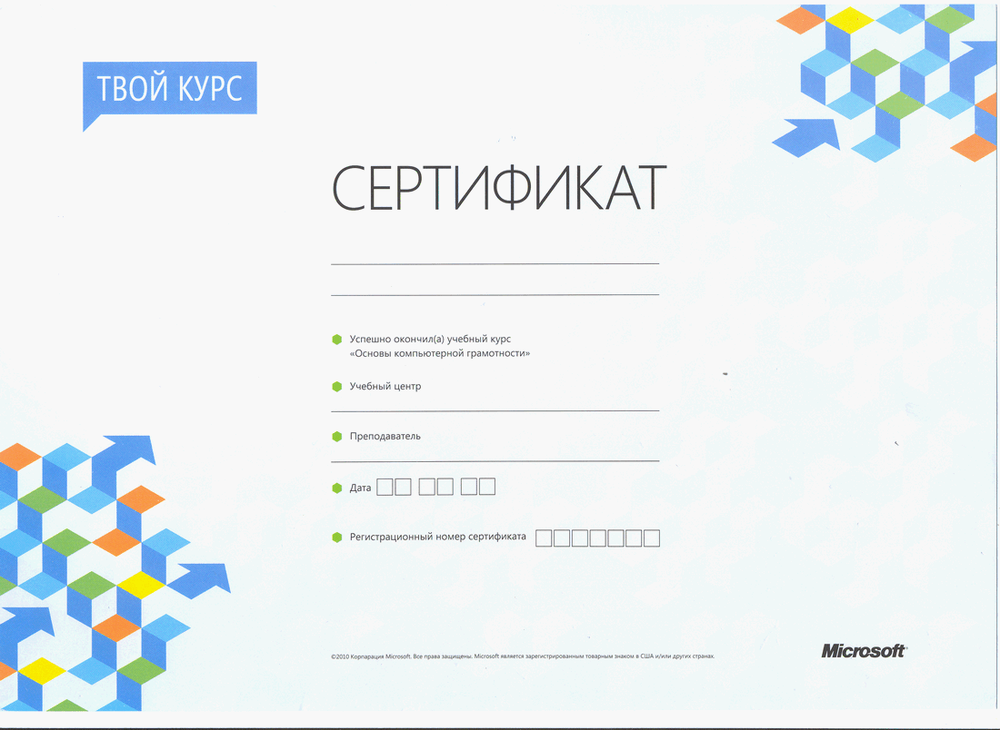 ТВОЙ КУРС
СЕРТИФИКАТ
Успешно окончил(а) учебный курс
«Основы компьютерной грамотности»
Учебный центр
Преподаватель
Дата
Регистрационный номер сертификата
©2010 Корпарация Microsoft. Все права защищены. Microsoft является зарегистрированным товарным знаком в США и/или других странах.
Microsoft